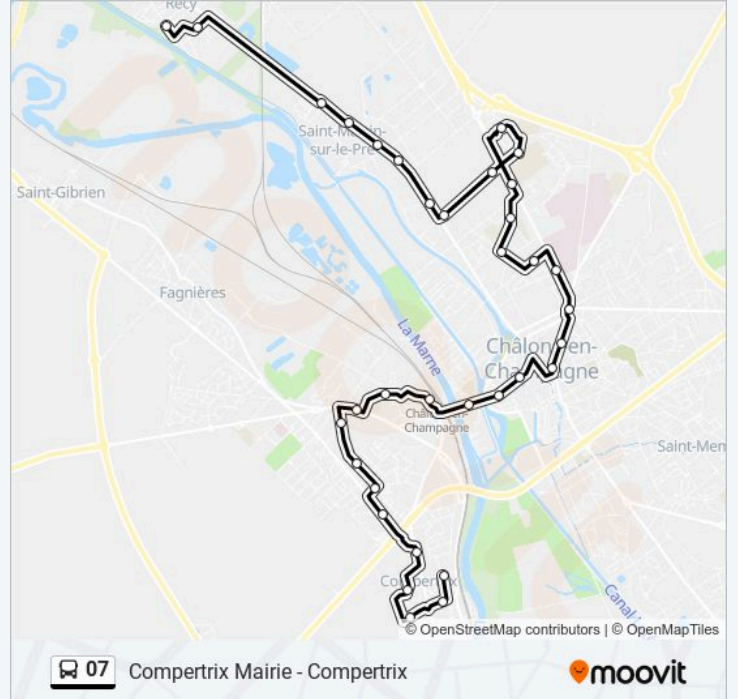 Récy
Saint-Martin-
sur-le-Pré
Saint-Gibrien
Fagnières
La Marne
Châlons-en-
Champagne
Châlons-en-
Champagne
Saint-Mem
Compertrix
Canal
© OpenStreetMap contributors | © OpenMapTiles
07 Compertrix Mairie - Compertrix
moovit